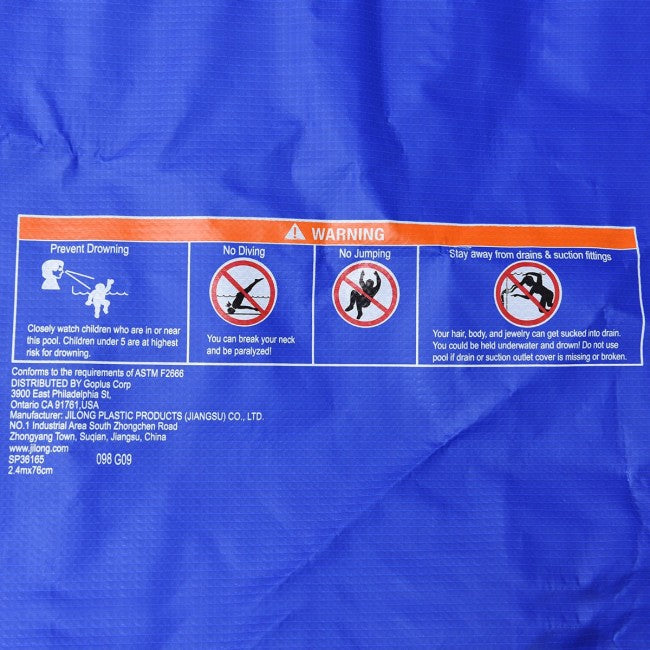 WARNING
Prevent Drowning
Closely watch children who are in or near
this pool. Children under 5 are at highest
risk for drowning.
No Diving
You can break your neck
and be paralyized!
No Jumping
Stay away from drains & suction fittings
Your hair, body, and jewelry can get sucked into drain.
You could be held underwater and drown! Do not use
pool if drain or suction outlet cover is missing or broken.
Conforms to the requirements of ASTM F2666
DISTRIBUTED BY Goplus Corp
3900 East Philadelphia St,
Ontario CA 91761,USA
Manufacturer: JILONG PLASTIC PRODUCTS (JIANGSU) CO., LTD.
NO.1 Industrial Area South Zhongchen Road
Zhongyang Town, Suqian, Jiangsu, China
www.jilong.com
SP36165 098 G09
2.4mx76cm